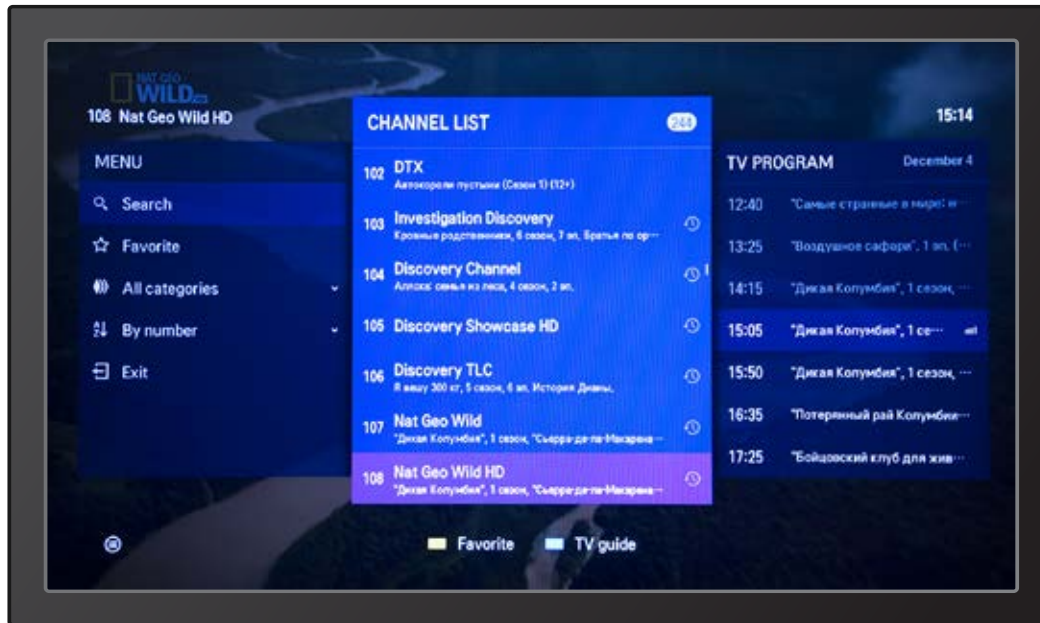 NAT GEO
WILD HD
108 Nat Geo Wild HD
15:14
MENU
Search
Favorite
All categories
By number
Exit
CHANNEL LIST 244
102 DTX
Автокорали пустыни (Сезон 1) (12+)
103 Investigation Discovery
Кровные родственники, 6 сезон, 7 эп. Братья по ор···
104 Discovery Channel
Аляска: семья из леса, 4 сезон, 2 эп.
105 Discovery Showcase HD
106 Discovery TLC
Я вешу 300 кг, 5 сезон, 6 эп. История Дианы.
107 Nat Geo Wild
"Дикая Колумбия", 1 сезон, "Сьерра-де-ла-Макарена···
108 Nat Geo Wild HD
"Дикая Колумбия", 1 сезон, "Сьерра-де-ла-Макарена···
TV PROGRAM December 4
12:40 "Самые странные в мире: н···
13:25 "Воздушное сафари", 1 эп. (···
14:15 "Дикая Колумбия", 1 сезон, ···
15:05 "Дикая Колумбия", 1 се···
15:50 "Дикая Колумбия", 1 сезон, ···
16:35 "Потерянный рай Колумбии···
17:25 "Бойцовский клуб для жив···
Favorite TV guide